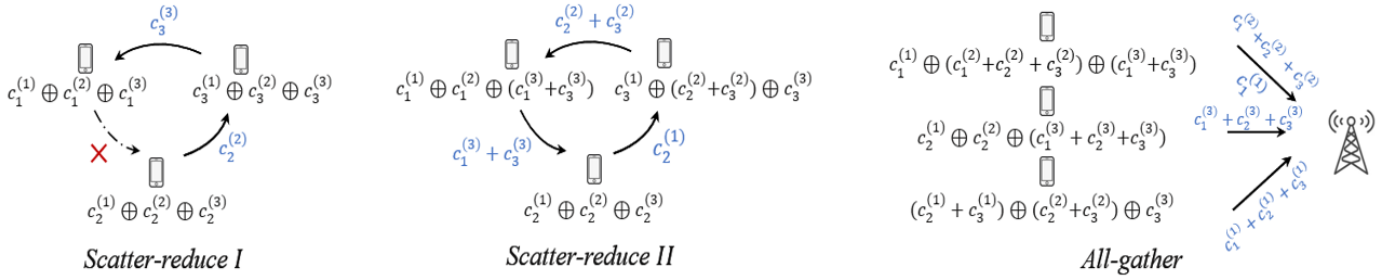 c_3^{(3)}
c_1^{(1)} ⊕ c_1^{(2)} ⊕ c_1^{(3)}
c_3^{(1)} ⊕ c_3^{(2)} ⊕ c_3^{(3)}
c_2^{(2)}
c_2^{(1)} ⊕ c_2^{(2)} ⊕ c_2^{(3)}
Scatter-reduce I
c_2^{(2)} + c_3^{(2)}
c_1^{(1)} ⊕ c_1^{(2)} ⊕ (c_1^{(3)}+c_3^{(3)})
c_3^{(1)} ⊕ (c_2^{(2)}+c_3^{(2)}) ⊕ c_3^{(3)}
c_1^{(3)} + c_3^{(3)}
c_2^{(1)}
c_2^{(1)} ⊕ c_2^{(2)} ⊕ c_2^{(3)}
Scatter-reduce II
c_1^{(1)} ⊕ (c_1^{(2)}+c_2^{(2)} + c_3^{(2)}) ⊕ (c_1^{(3)}+c_3^{(3)})
c_1^{(2)} + c_2^{(2)} + c_3^{(2)}
c_1^{(1)}
c_2^{(1)} ⊕ c_2^{(2)} ⊕ (c_1^{(3)} + c_2^{(3)}+c_3^{(3)})
c_1^{(3)} + c_2^{(3)} + c_3^{(3)}
(c_2^{(1)} + c_3^{(1)}) ⊕ (c_2^{(2)}+c_3^{(2)}) ⊕ c_3^{(3)}
c_1^{(1)} + c_2^{(1)} + c_3^{(1)}
All-gather